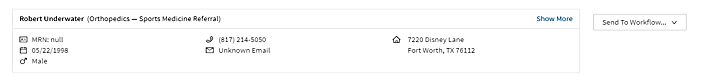 Robert Underwater (Orthopedics — Sports Medicine Referral)
Show More
Send To Workflow...
MRN: null
(817) 214-5050
7220 Disney Lane
05/22/1998
Unknown Email
Fort Worth, TX 76112
Male